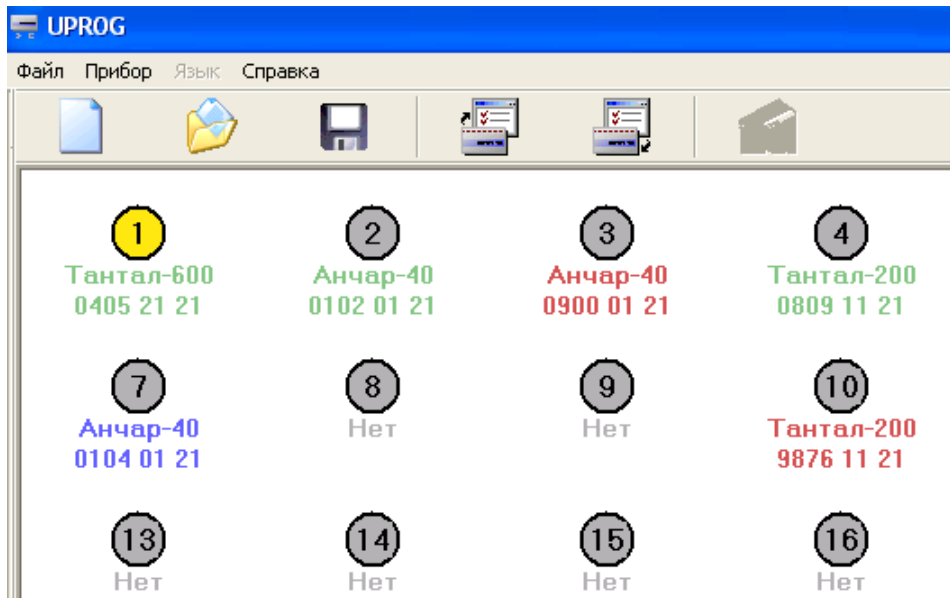 UPROG
Файл Прибор Язык Справка
1 2 3 4
Тантал-600 Анчар-40 Анчар-40 Тантал-200
0405 21 21 0102 01 21 0900 01 21 0809 11 21
7 8 9 10
Анчар-40 Нет Нет Тантал-200
0104 01 21 9876 11 21
13 14 15 16
Нет Нет Нет Нет